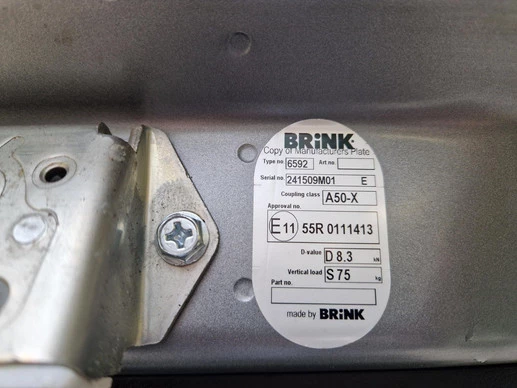 BRiNK
Copy of Manufacturers Plate
Type no 6592 Art no.
Serial no. 241509M01 E
Coupling class A50-X
Approval no.
E11 55R 0111413
D-value D 8.3 kN
Vertical load S 75 kg
Part no.
made by BRiNK